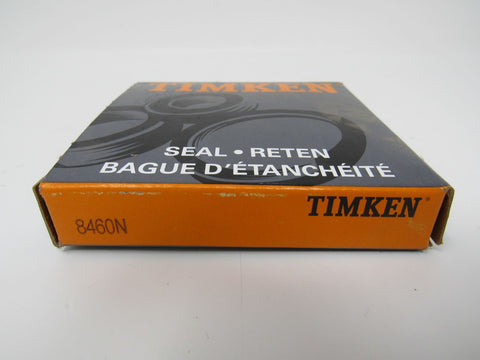 TIMKEN
SEAL • RETEN
BAGUE D'ÉTANCHÉITÉ
TIMKEN®
8460N